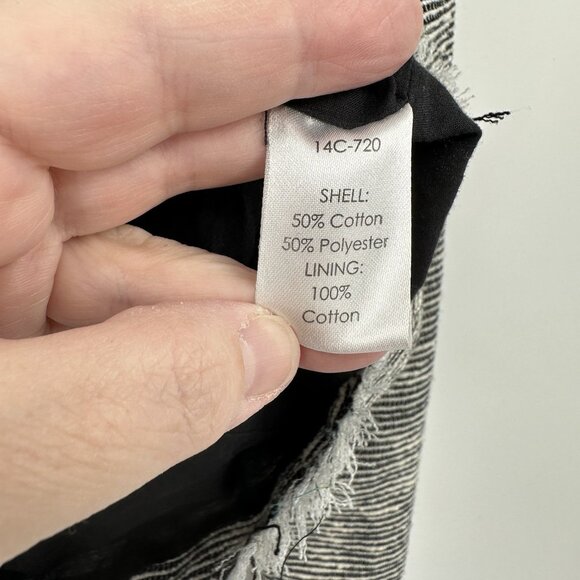 14C-720
SHELL:
50% Cotton
50% Polyester
LINING:
100%
Cotton